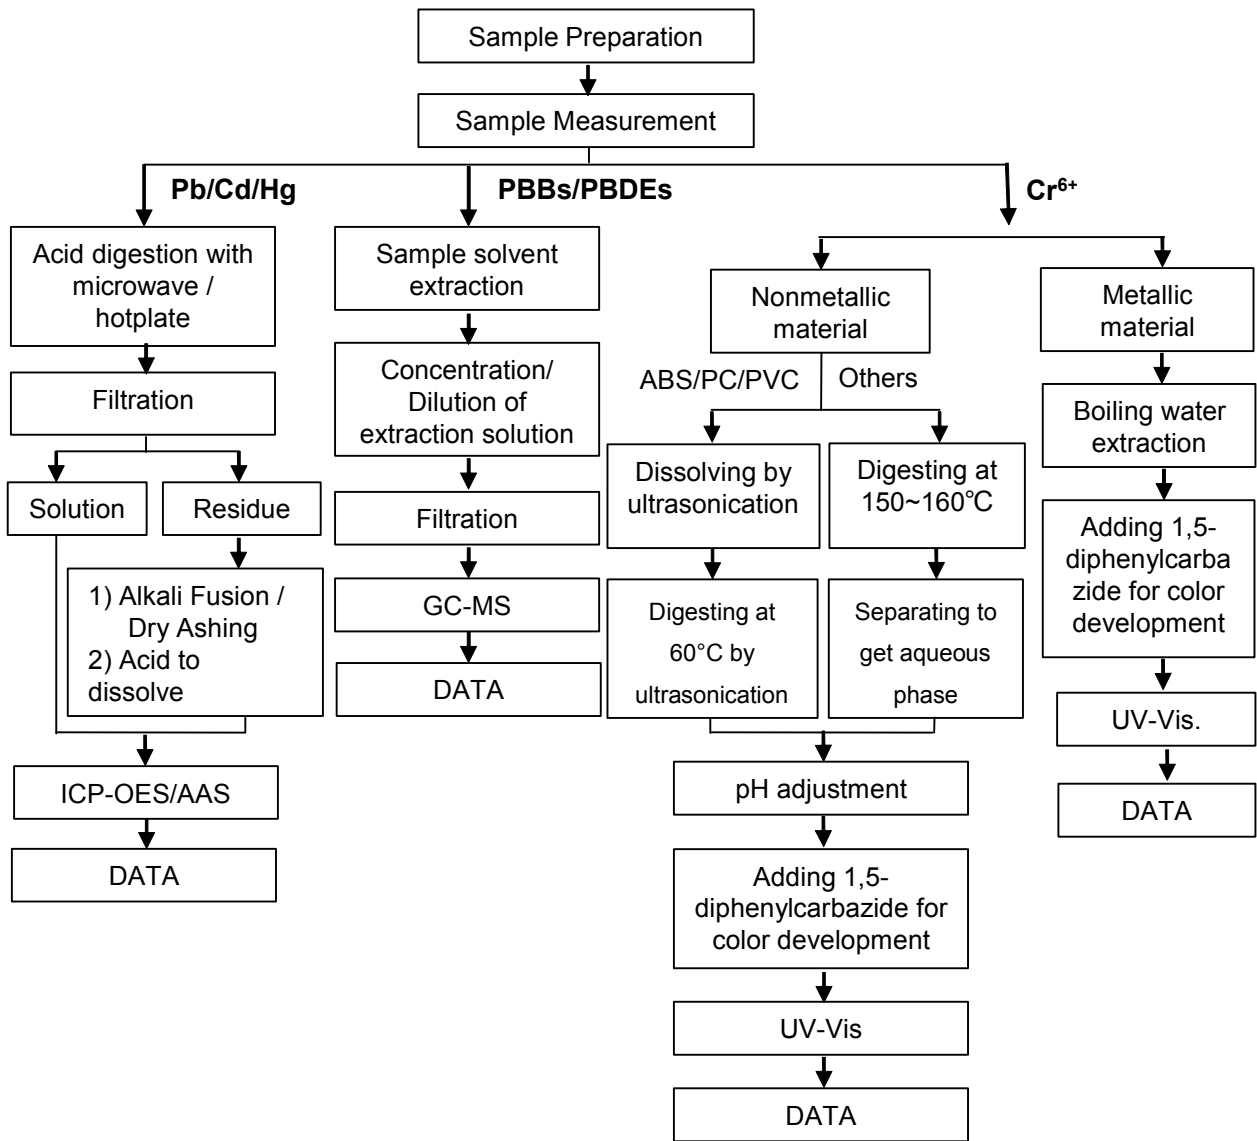 Sample Preparation
Sample Measurement
Pb/Cd/Hg
PBBs/PBDEs
Cr⁶⁺
Acid digestion with
microwave /
hotplate
Filtration
Solution
Residue
1) Alkali Fusion /
Dry Ashing
2) Acid to
dissolve
ICP-OES/AAS
DATA
Sample solvent
extraction
Concentration/
Dilution of
extraction solution
Filtration
GC-MS
DATA
Nonmetallic
material
ABS/PC/PVC
Others
Dissolving by
ultrasonication
Digesting at
60°C by
ultrasonication
Digesting at
150~160℃
Separating to
get aqueous
phase
pH adjustment
Adding 1,5-
diphenylcarbazide for
color development
UV-Vis
DATA
Metallic
material
Boiling water
extraction
Adding 1,5-
diphenylcarba
zide for color
development
UV-Vis.
DATA